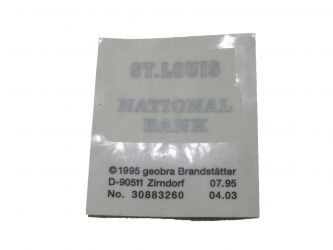 ST. LOUIS
NATIONAL
BANK
© 1995 geobra Brandstätter
D-90511 Zirndorf 07.95
No. 30883260 04.03